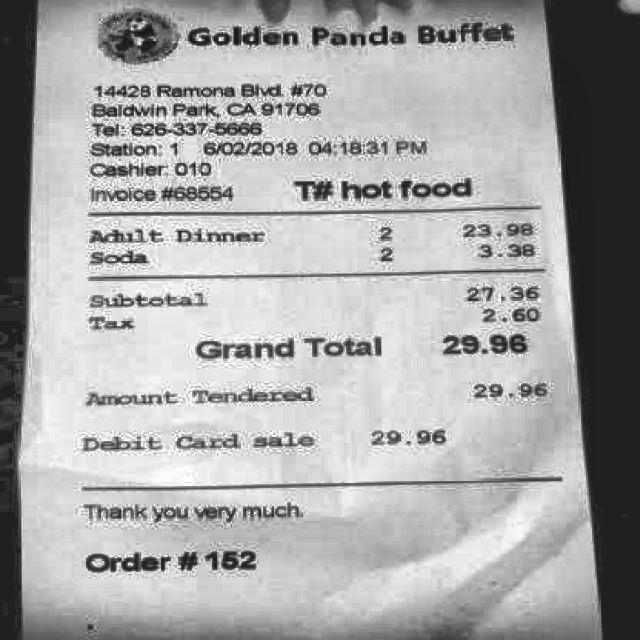 Golden Panda Buffet
14428 Ramona Blvd. #70
Baldwin Park, CA 91706
Tel: 626-337-5666
Station: 1 6/02/2018 04:18:31 PM
Cashier: 010
Invoice #68554 T# hot food
Adult Dinner 2 23.98
Soda 2 3.38
Subtotal 27.36
Tax 2.60
Grand Total 29.96
Amount Tendered 29.96
Debit Card sale 29.96
Thank you very much.
Order # 152